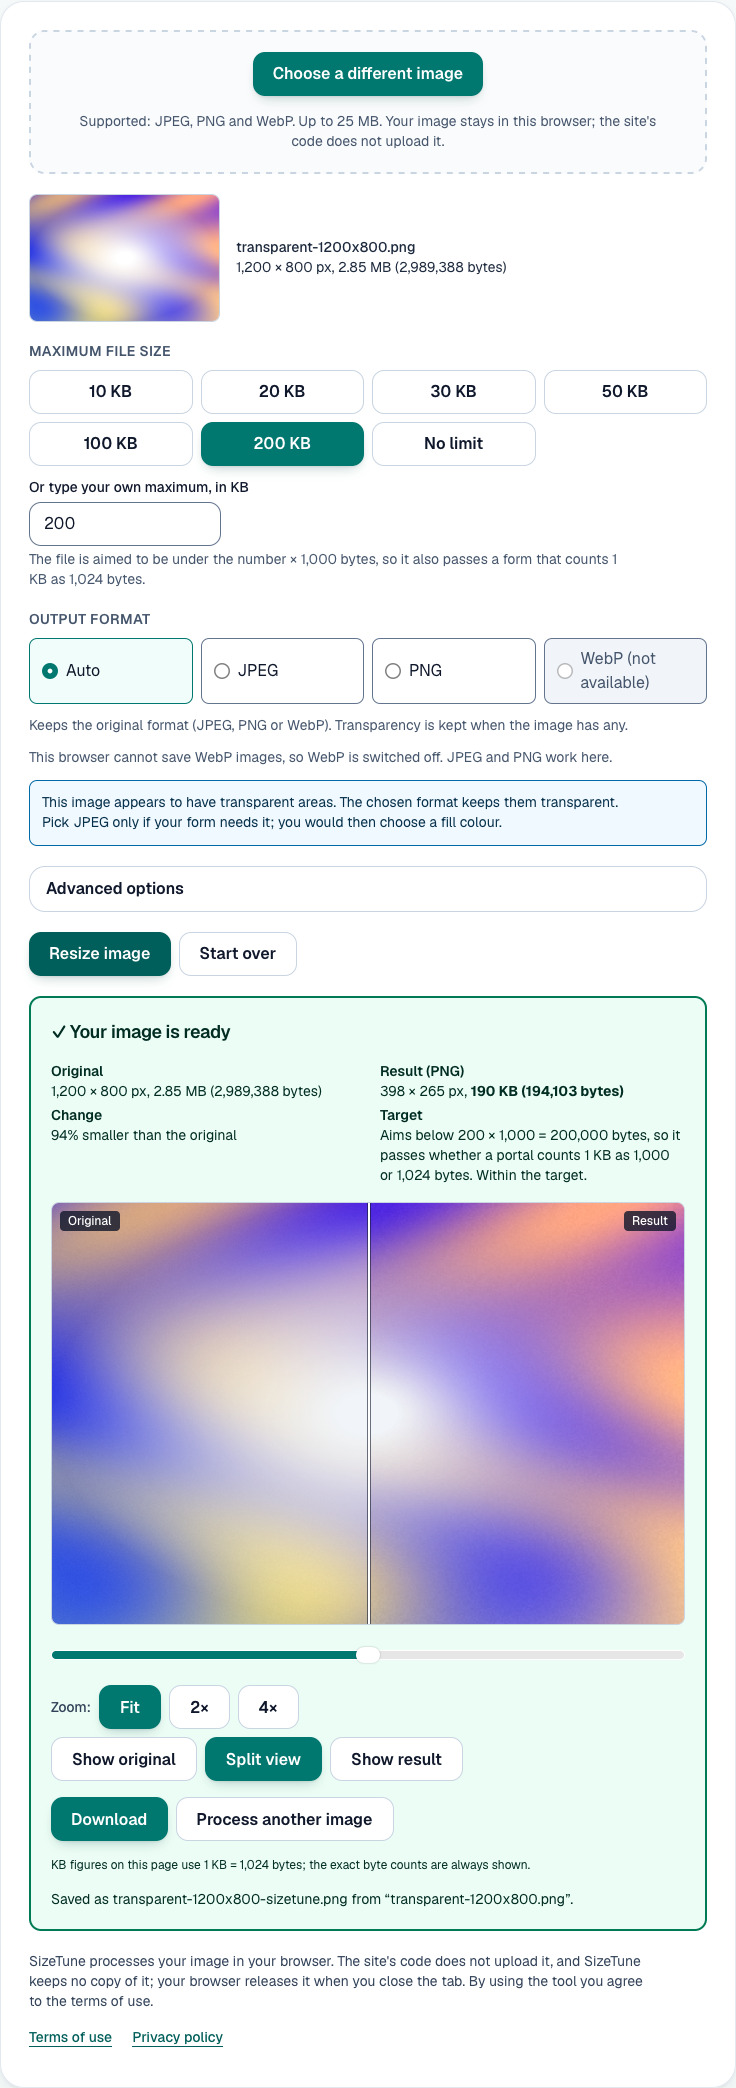 Choose a different image
Supported: JPEG, PNG and WebP. Up to 25 MB. Your image stays in this browser; the site's
code does not upload it.
transparent-1200x800.png
1,200 × 800 px, 2.85 MB (2,989,388 bytes)
MAXIMUM FILE SIZE
10 KB
20 KB
30 KB
50 KB
100 KB
200 KB
No limit
Or type your own maximum, in KB
200
The file is aimed to be under the number × 1,000 bytes, so it also passes a form that counts 1
KB as 1,024 bytes.
OUTPUT FORMAT
Auto
JPEG
PNG
WebP (not
available)
Keeps the original format (JPEG, PNG or WebP). Transparency is kept when the image has any.
This browser cannot save WebP images, so WebP is switched off. JPEG and PNG work here.
This image appears to have transparent areas. The chosen format keeps them transparent.
Pick JPEG only if your form needs it; you would then choose a fill colour.
Advanced options
Resize image
Start over
✓ Your image is ready
Original
1,200 × 800 px, 2.85 MB (2,989,388 bytes)
Result (PNG)
398 × 265 px, 190 KB (194,103 bytes)
Change
94% smaller than the original
Target
Aims below 200 × 1,000 = 200,000 bytes, so it
passes whether a portal counts 1 KB as 1,000
or 1,024 bytes. Within the target.
Original
Result
Zoom:
Fit
2×
4×
Show original
Split view
Show result
Download
Process another image
KB figures on this page use 1 KB = 1,024 bytes; the exact byte counts are always shown.
Saved as transparent-1200x800-sizetune.png from “transparent-1200x800.png”.
SizeTune processes your image in your browser. The site's code does not upload it, and SizeTune
keeps no copy of it; your browser releases it when you close the tab. By using the tool you agree
to the terms of use.
Terms of use
Privacy policy